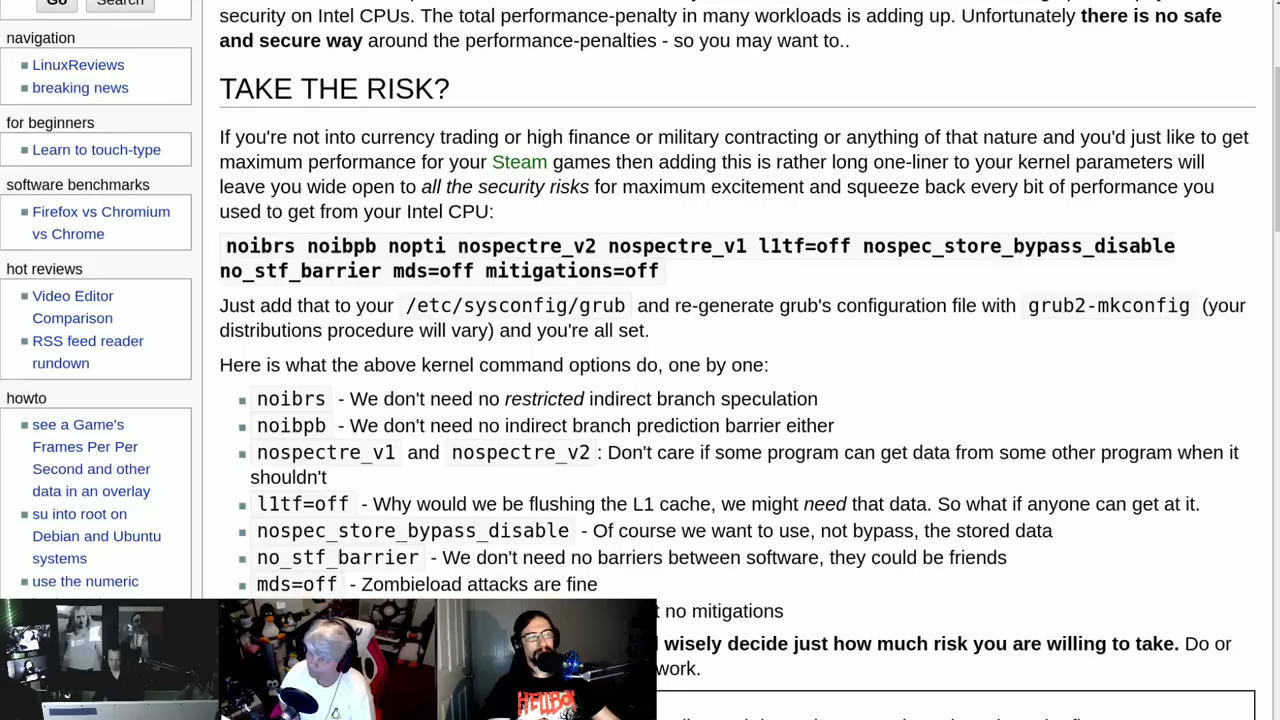 Go Search
navigation
LinuxReviews
breaking news
for beginners
Learn to touch-type
software benchmarks
Firefox vs Chromium
vs Chrome
hot reviews
Video Editor
Comparison
RSS feed reader
rundown
howto
see a Game's
Frames Per Per
Second and other
data in an overlay
su into root on
Debian and Ubuntu
systems
use the numeric
security on Intel CPUs. The total performance-penalty in many workloads is adding up. Unfortunately there is no safe
and secure way around the performance-penalties - so you may want to..
TAKE THE RISK?
If you're not into currency trading or high finance or military contracting or anything of that nature and you'd just like to get
maximum performance for your Steam games then adding this is rather long one-liner to your kernel parameters will
leave you wide open to all the security risks for maximum excitement and squeeze back every bit of performance you
used to get from your Intel CPU:
noibrs noibpb nopti nospectre_v2 nospectre_v1 l1tf=off nospec_store_bypass_disable
no_stf_barrier mds=off mitigations=off
Just add that to your /etc/sysconfig/grub and re-generate grub's configuration file with grub2-mkconfig (your
distributions procedure will vary) and you're all set.
Here is what the above kernel command options do, one by one:
noibrs - We don't need no restricted indirect branch speculation
noibpb - We don't need no indirect branch prediction barrier either
nospectre_v1 and nospectre_v2 : Don't care if some program can get data from some other program when it
shouldn't
l1tf=off - Why would we be flushing the L1 cache, we might need that data. So what if anyone can get at it.
nospec_store_bypass_disable - Of course we want to use, not bypass, the stored data
no_stf_barrier - We don't need no barriers between software, they could be friends
mds=off - Zombieload attacks are fine
no mitigations
wisely decide just how much risk you are willing to take. Do or
work.
HELLBOY